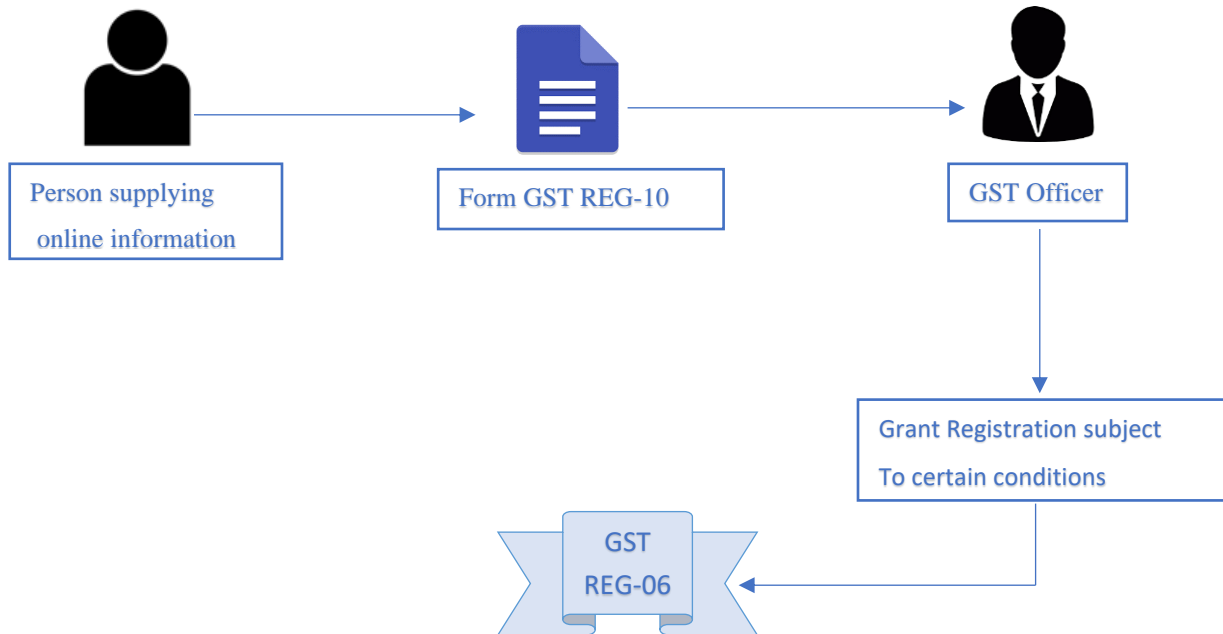 Person supplying
online information
Form GST REG-10
GST Officer
Grant Registration subject
To certain conditions
GST
REG-06